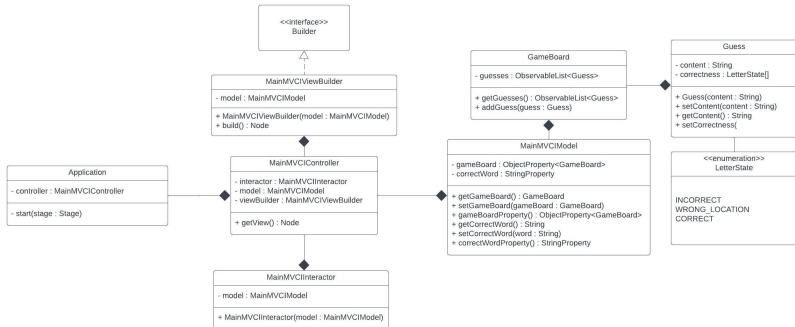 <<interface>>
Builder
MainMVCIViewBuilder
- model : MainMVCIModel
+ MainMVCIViewBuilder(model : MainMVCIModel)
+ build() : Node
Application
- controller : MainMVCIController
- start(stage : Stage)
MainMVCIController
- interactor : MainMVCIInteractor
- model : MainMVCIModel
- viewBuilder : MainMVCIViewBuilder
+ getView() : Node
MainMVCIInteractor
- model : MainMVCIModel
+ MainMVCIInteractor(model : MainMVCIModel)
GameBoard
- guesses : ObservableList<Guess>
+ getGuesses() : ObservableList<Guess>
+ addGuess(guess : Guess)
MainMVCIModel
- gameBoard : ObjectProperty<GameBoard>
- correctWord : StringProperty
+ getGameBoard() : GameBoard
+ setGameBoard(gameBoard : GameBoard)
+ gameBoardProperty() : ObjectProperty<GameBoard>
+ getCorrectWord() : String
+ setCorrectWord(word : String)
+ correctWordProperty() : StringProperty
Guess
- content : String
- correctness : LetterState[]
+ Guess(content : String)
+ setContent(content : String)
+ getContent() : String
+ setCorrectness(
<<enumeration>>
LetterState
INCORRECT
WRONG_LOCATION
CORRECT